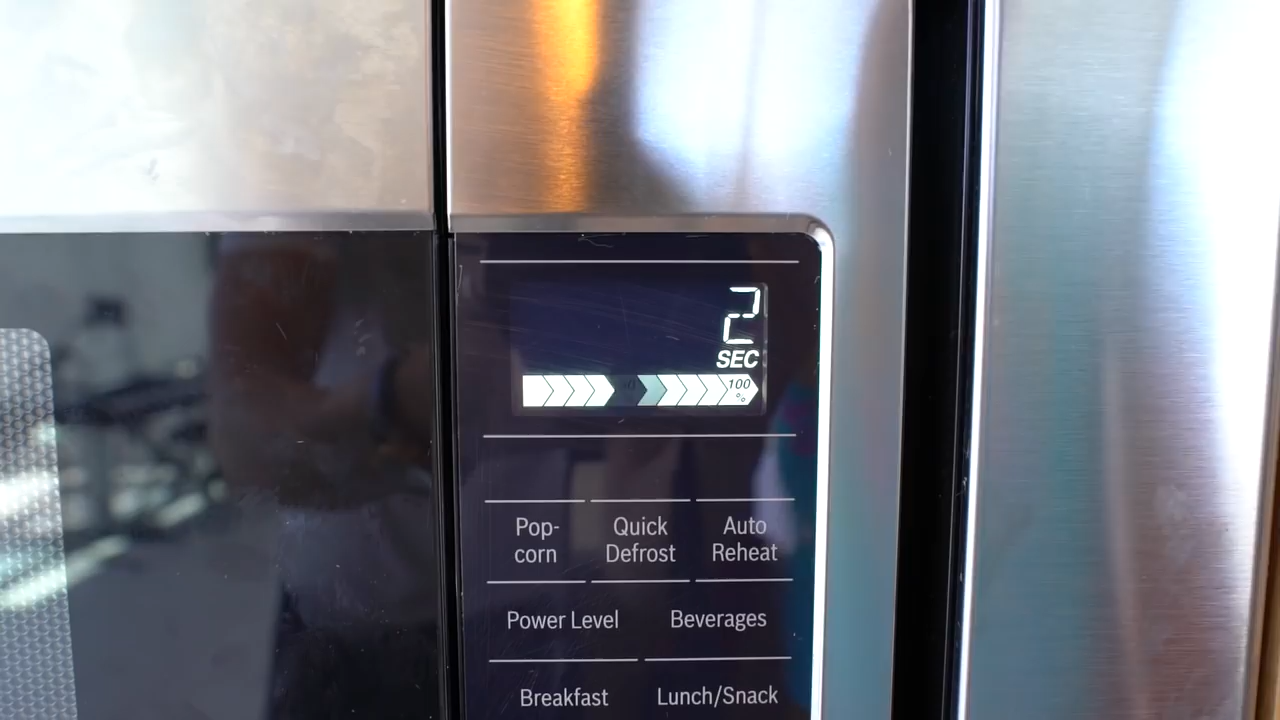 2
SEC
100
%
Pop-
corn
Quick
Defrost
Auto
Reheat
Power Level
Beverages
Breakfast
Lunch/Snack